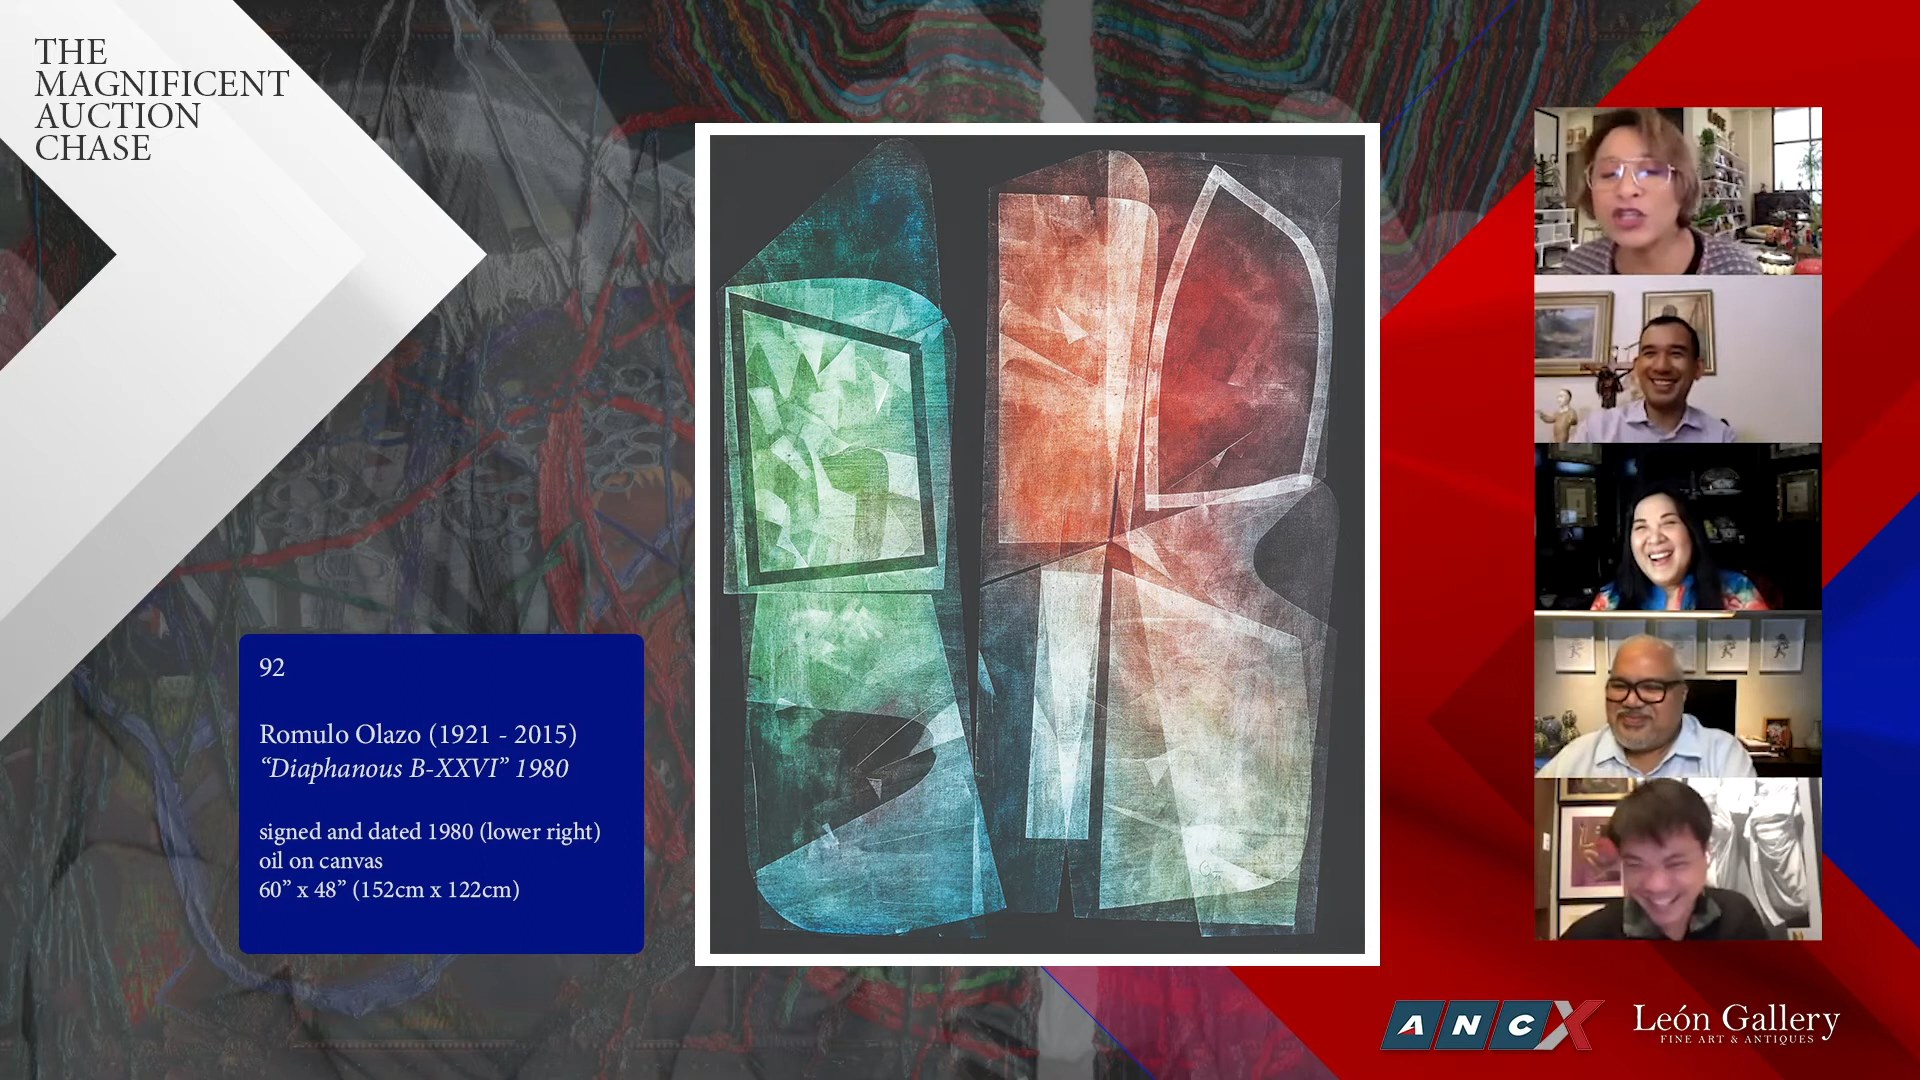 THE
MAGNIFICENT
AUCTION
CHASE
92
Romulo Olazo (1921 - 2015)
“Diaphanous B-XXVI” 1980
signed and dated 1980 (lower right)
oil on canvas
60” x 48” (152cm x 122cm)
ANCX
León Gallery
FINE ART & ANTIQUES